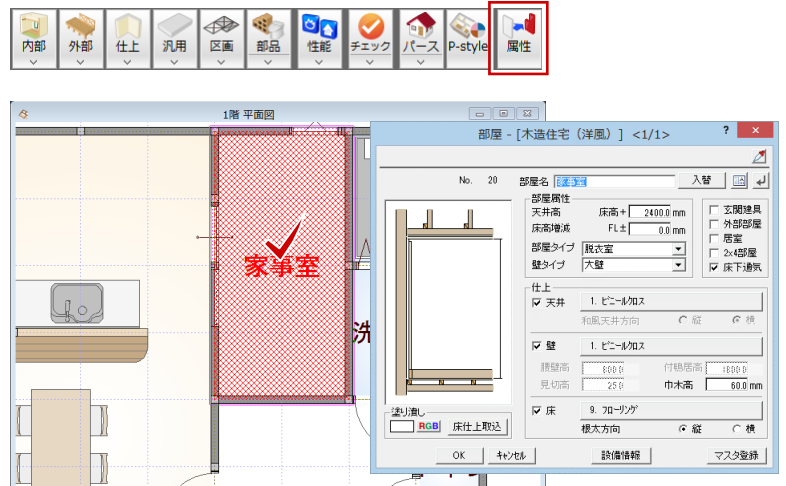 内部 外部 仕上 汎用 区画 部品 性能 チェック パース P-style 属性
1階 平面図
家事室
洗
部屋 - [木造住宅（洋風）] <1/1>
? ×
No. 20 部屋名 家事室 入替
部屋属性
天井高 床高+ 2400.0 mm
床高増減 FL± 0.0 mm
部屋タイプ 脱衣室
壁タイプ 大壁
玄関建具
外部部屋
居室
2x4部屋
床下通気
仕上
天井 1. ビニールクロス
和風天井方向 縦 横
壁 1. ビニールクロス
腰壁高 800.0 付鴨居高 1800.0
見切高 25.0 巾木高 60.0 mm
床 9. フローリング
根太方向 縦 横
塗り潰し
RGB 床仕上取込
OK キャンセル 設備情報 マスタ登録